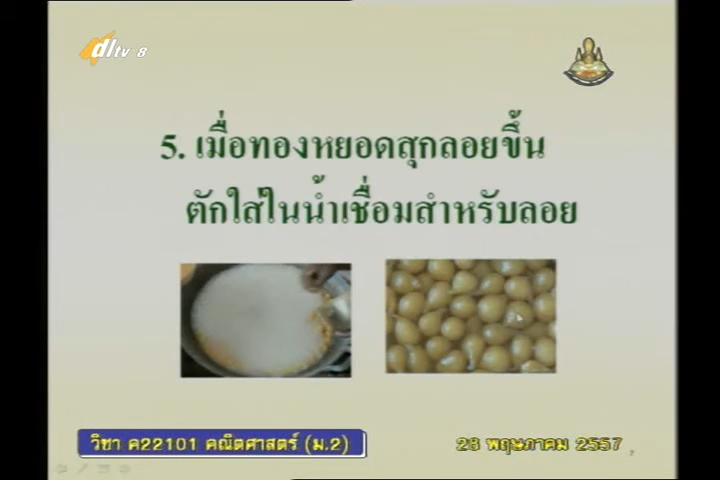 dltv 8
5. เมื่อทองหยอดสุกลอยขึ้น
ตักใส่ในน้ำเชื่อมสำหรับลอย
วิชา ค22101 คณิตศาสตร์ (ม.2)
23 พฤษภาคม 2557